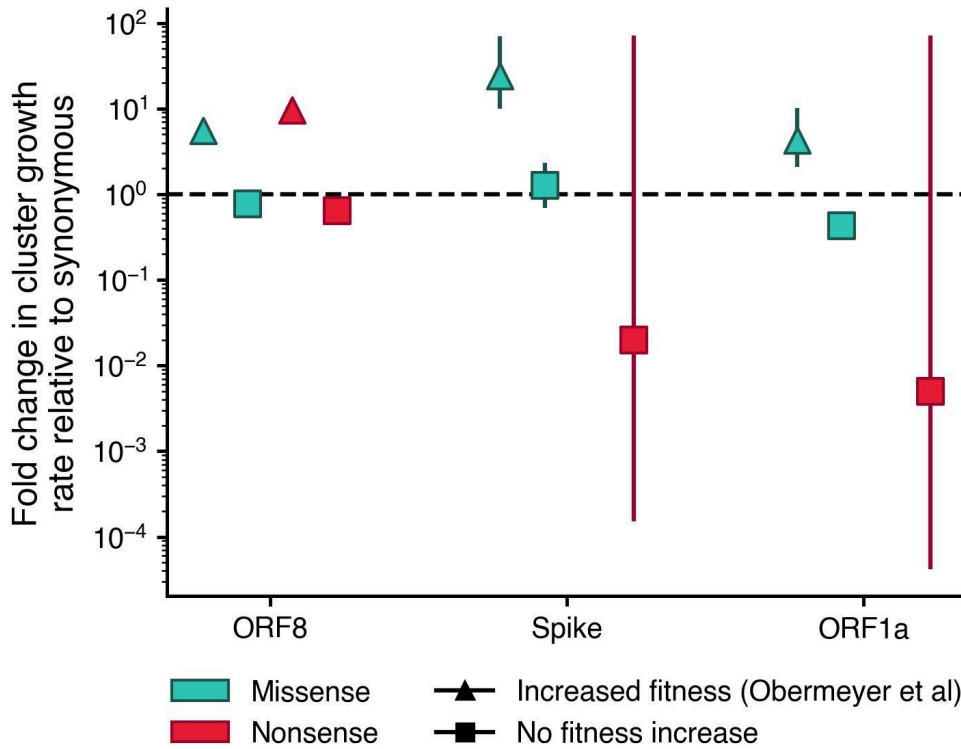 Fold change in cluster growth
rate relative to synonymous
10²
10¹
10⁰
10⁻¹
10⁻²
10⁻³
10⁻⁴
ORF8
Spike
ORF1a
Missense
Increased fitness (Obermeyer et al)
Nonsense
No fitness increase